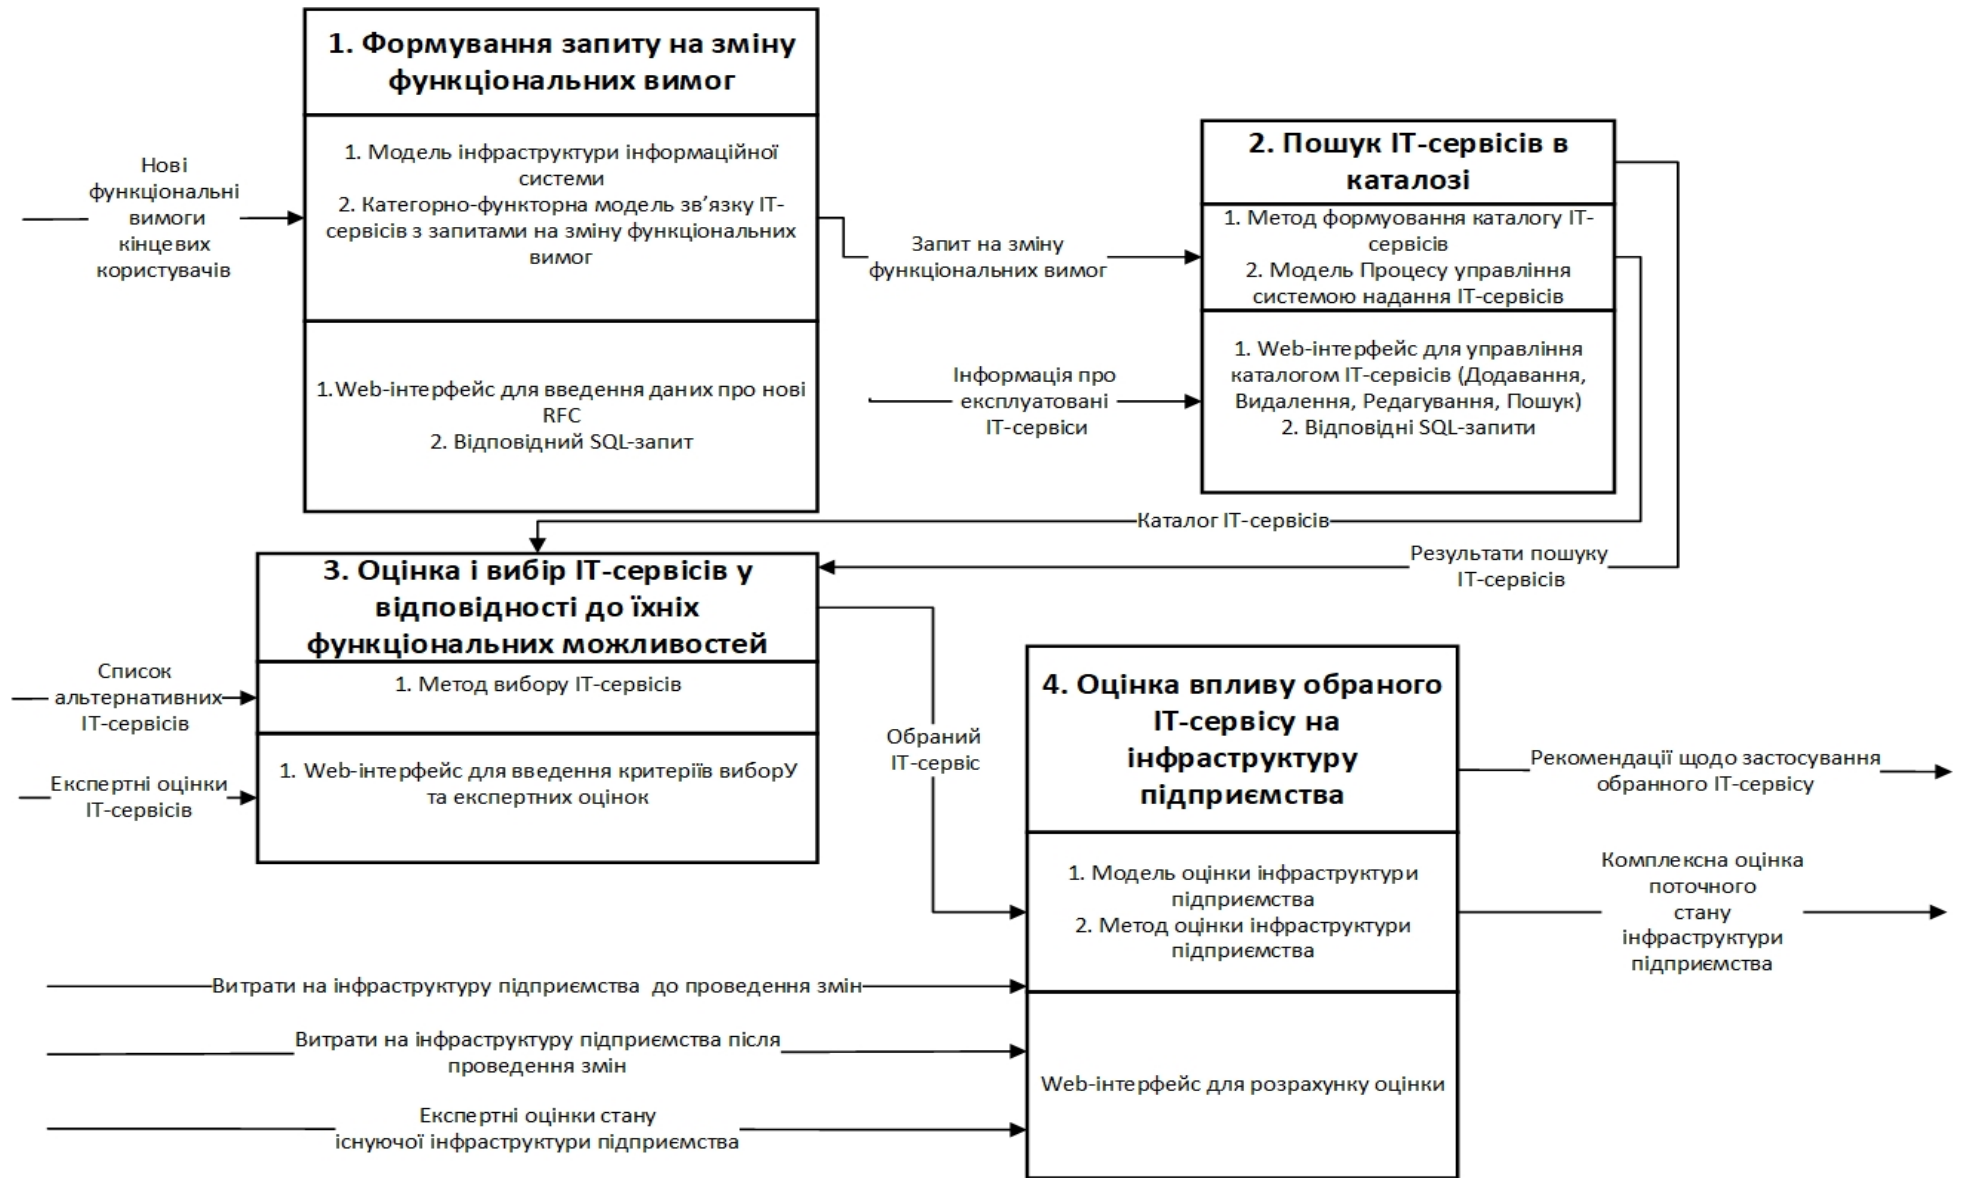 1. Формування запиту на зміну
функціональних вимог
1. Модель інфраструктури інформаційної
системи
2. Категорно-функторна модель зв’язку ІТ-
сервісів з запитами на зміну функціональних
вимог
1.Web-інтерфейс для введення даних про нові
RFC
2. Відповідний SQL-запит
Нові
функціональні
вимоги
кінцевих
користувачів
Запит на зміну
функціональних вимог
Інформація про
експлуатовані
ІТ-сервіси
2. Пошук ІТ-сервісів в
каталозі
1. Метод формуовання каталогу ІТ-
сервісів
2. Модель Процесу управління
системою надання ІТ-сервісів
1. Web-інтерфейс для управління
каталогом ІТ-сервісів (Додавання,
Видалення, Редагування, Пошук)
2. Відповідні SQL-запити
Каталог ІТ-сервісів
Результати пошуку
ІТ-сервісів
3. Оцінка і вибір ІТ-сервісів у
відповідності до їхніх
функціональних можливостей
1. Метод вибору ІТ-сервісів
1. Web-інтерфейс для введення критеріїв виборУ
та експертних оцінок
Список
альтернативних
ІТ-сервісів
Експертні оцінки
ІТ-сервісів
Обраний
ІТ-сервіс
4. Оцінка впливу обраного
ІТ-сервісу на
інфраструктуру
підприємства
1. Модель оцінки інфраструктури
підприємства
2. Метод оцінки інфраструктури
підприємства
Web-інтерфейс для розрахунку оцінки
Рекомендації щодо застосування
обранного ІТ-сервісу
Комплексна оцінка
поточного
стану
інфраструктури
підприємства
Витрати на інфраструктуру підприємства до проведення змін
Витрати на інфраструктуру підприємства після
проведення змін
Експертні оцінки стану
існуючої інфраструктури підприємства